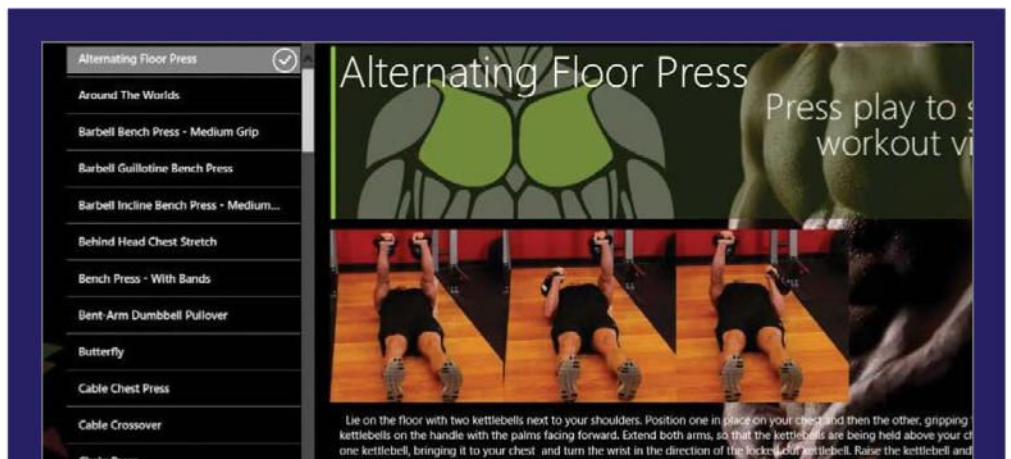 Alternating Floor Press
Around The Worlds
Barbell Bench Press - Medium Grip
Barbell Guillotine Bench Press
Barbell Incline Bench Press - Medium...
Behind Head Chest Stretch
Bench Press - With Bands
Bent-Arm Dumbbell Pullover
Butterfly
Cable Chest Press
Cable Crossover
Alternating Floor Press
Press play to
workout
Lie on the floor with two kettlebells next to your shoulders. Position one in place on your chest and then the other, gripping
kettlebells on the handle with the palms facing forward. Extend both arms, so that the kettlebells are being held above your
one kettlebell, bringing it to your chest and turn the wrist in the direction of the locked out kettlebell. Raise the kettlebell and